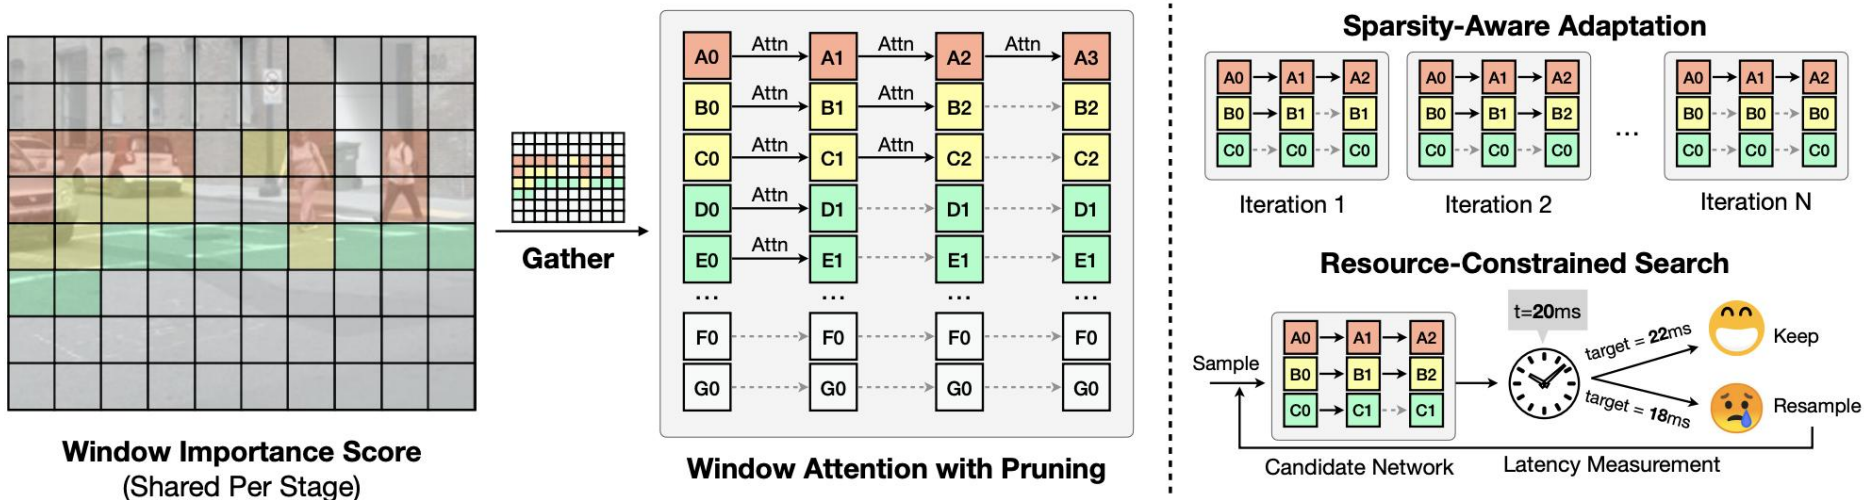 Window Importance Score
(Shared Per Stage)
Gather
A0 Attn A1 Attn A2 Attn A3
B0 Attn B1 Attn B2 B2
C0 Attn C1 Attn C2 C2
D0 Attn D1 D1 D1
E0 Attn E1 E1 E1
... ... ... ...
F0 F0 F0 F0
G0 G0 G0 G0
Window Attention with Pruning
Sparsity-Aware Adaptation
A0 A1 A2
B0 B1 B1
C0 C0 C0
Iteration 1
A0 A1 A2
B0 B1 B2
C0 C0 C0
Iteration 2
...
A0 A1 A2
B0 B0 B0
C0 C0 C0
Iteration N
Resource-Constrained Search
Sample
A0 A1 A2
B0 B1 B2
C0 C1 C1
Candidate Network
t=20ms
target = 22ms
Keep
target = 18ms
Resample
Latency Measurement